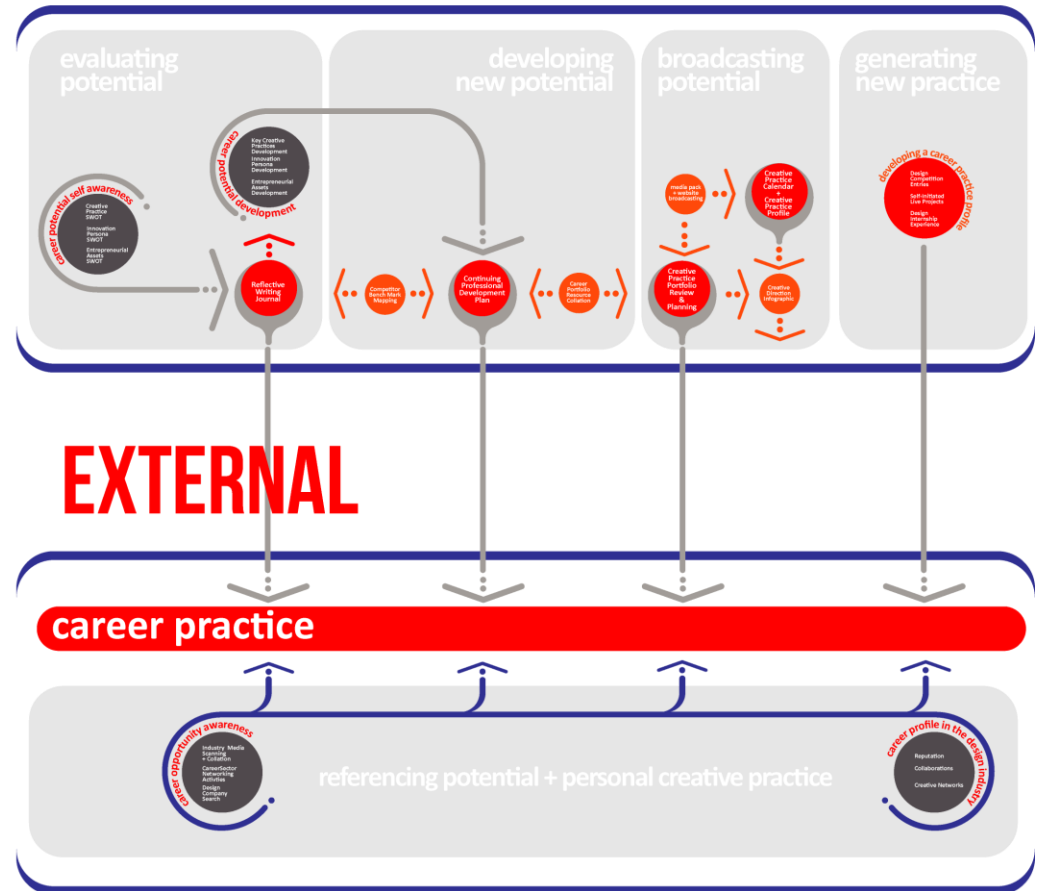 evaluating
potential
developing
new potential
broadcasting
potential
generating
new practice
career potential self awareness
Creative
Practice
SWOT
Innovation
Persona
SWOT
Entrepreneurial
Assets
SWOT
career potential development
Key Creative
Practices
Development
Innovation
Persona
Development
Entrepreneurial
Assets
Development
Reflective
Writing
Journal
Competitor
Bench Mark
Mapping
Continuing
Professional
Development
Plan
Career
Portfolio
Resource
Collation
media pack
+ website
broadcasting
Creative
Practice
Calendar
+
Creative
Practice
Profile
Creative
Practice
Portfolio
Review
&
Planning
Creative
Direction
Infographic
developing a career practice profile
Design
Competition
Entries
Self-initiated
Live Projects
Design
Internship
Experience
EXTERNAL
career practice
career opportunity awareness
Industry Media
Scanning
+ Collation
CareerSector
Networking
Activities
Design
Company
Search
referencing potential + personal creative practice
career profile in the design industry
Reputation
Collaborations
Creative Networks